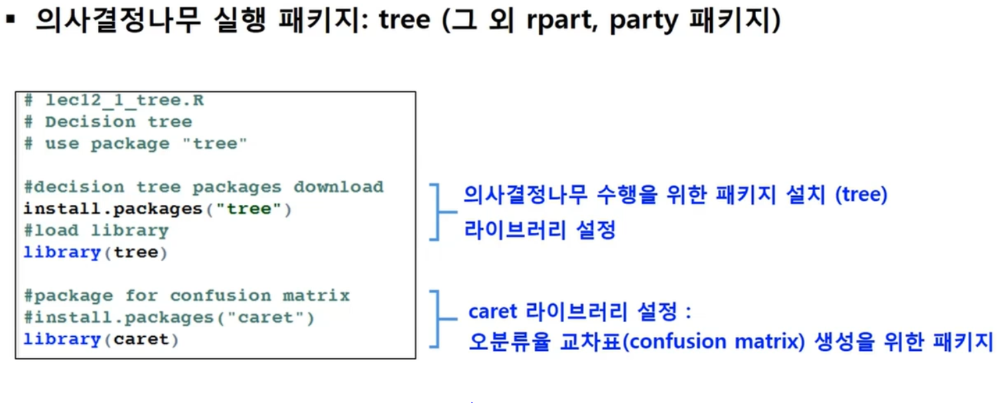 ▪ 의사결정나무 실행 패키지: tree (그 외 rpart, party 패키지)
# lec12_1_tree.R
# Decision tree
# use package "tree"
#decision tree packages download
install.packages("tree")
#load library
library(tree)
#package for confusion matrix
#install.packages("caret")
library(caret)
의사결정나무 수행을 위한 패키지 설치 (tree)
라이브러리 설정
caret 라이브러리 설정 :
오분류율 교차표(confusion matrix) 생성을 위한 패키지